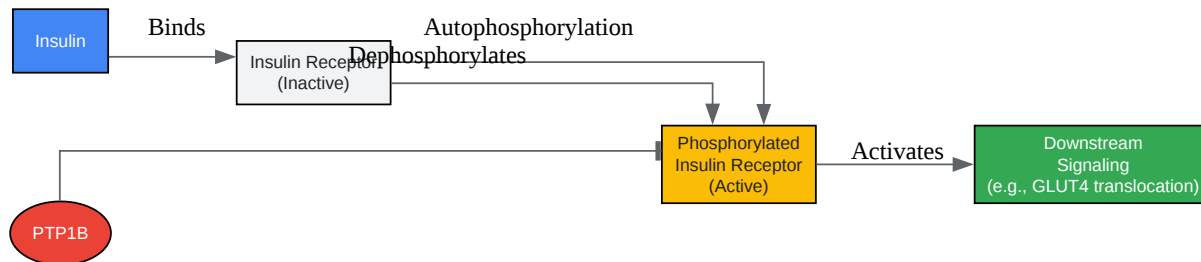 Insulin
Binds
Autophosphorylation
Dephosphorylates
Insulin Receptor
(Inactive)
Phosphorylated
Insulin Receptor
(Active)
Activates
Downstream
Signaling
(e.g., GLUT4 translocation)
PTP1B